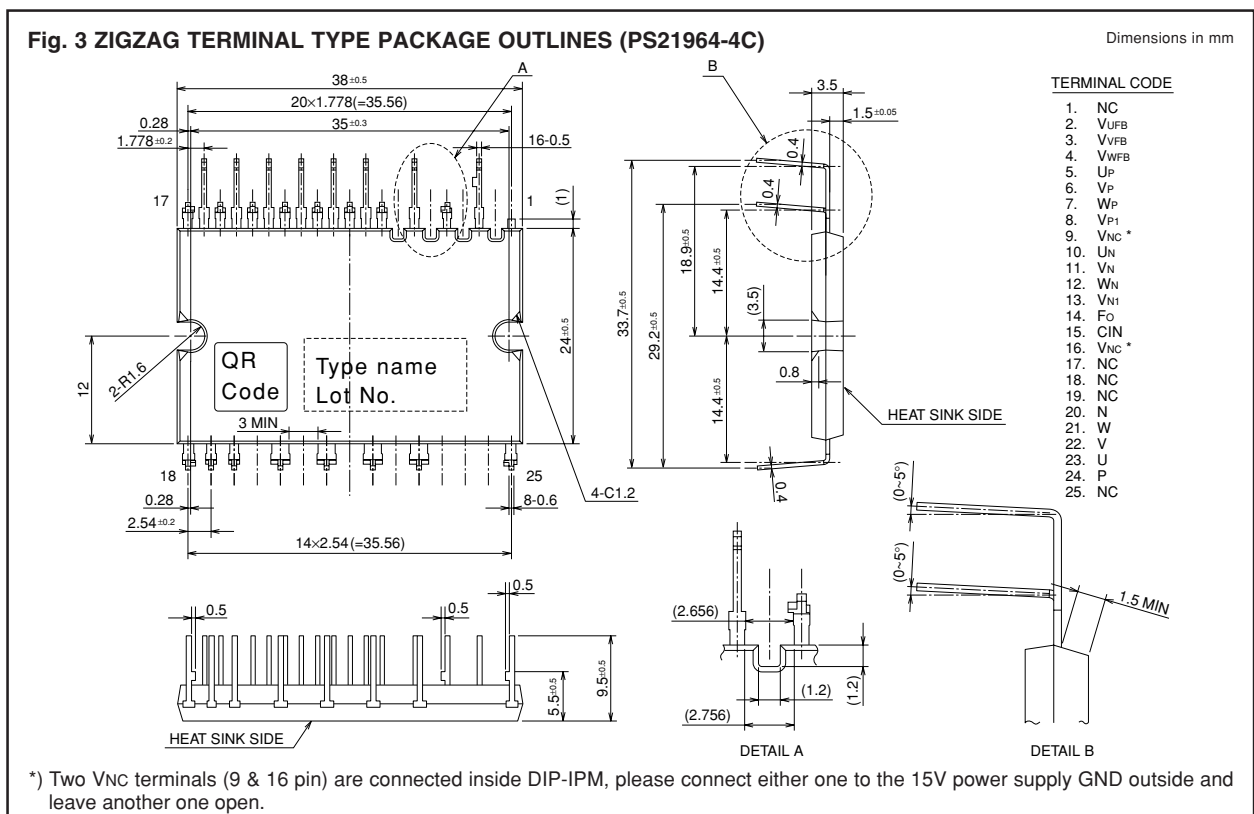 Fig. 3 ZIGZAG TERMINAL TYPE PACKAGE OUTLINES (PS21964-4C)
Dimensions in mm
A
38±0.5
20×1.778(=35.56)
35±0.3
0.28
1.778±0.2
16-0.5
17
1
(1)
24±0.5
12
2-R1.6
QR
Code
Type name
Lot No.
3 MIN
18
25
0.28
2.54±0.2
14×2.54(=35.56)
8-0.6
4-C1.2
B
3.5
1.5±0.05
0.4
0.4
33.7±0.5
29.2±0.5
18.9±0.5
14.4±0.5
(3.5)
0.8
14.4±0.5
0.4
HEAT SINK SIDE
TERMINAL CODE
1. NC
2. VUFB
3. VVFB
4. VWFB
5. UP
6. VP
7. WP
8. VP1
9. VNC *
10. UN
11. VN
12. WN
13. VN1
14. FO
15. CIN
16. VNC *
17. NC
18. NC
19. NC
20. N
21. W
22. V
23. U
24. P
25. NC
0.5
0.5
0.5
5.5±0.5
9.5±0.5
HEAT SINK SIDE
(2.656)
(1.2)
(1.2)
(2.756)
DETAIL A
(0~5°)
(0~5°)
1.5 MIN
DETAIL B
*) Two VNC terminals (9 & 16 pin) are connected inside DIP-IPM, please connect either one to the 15V power supply GND outside and
leave another one open.